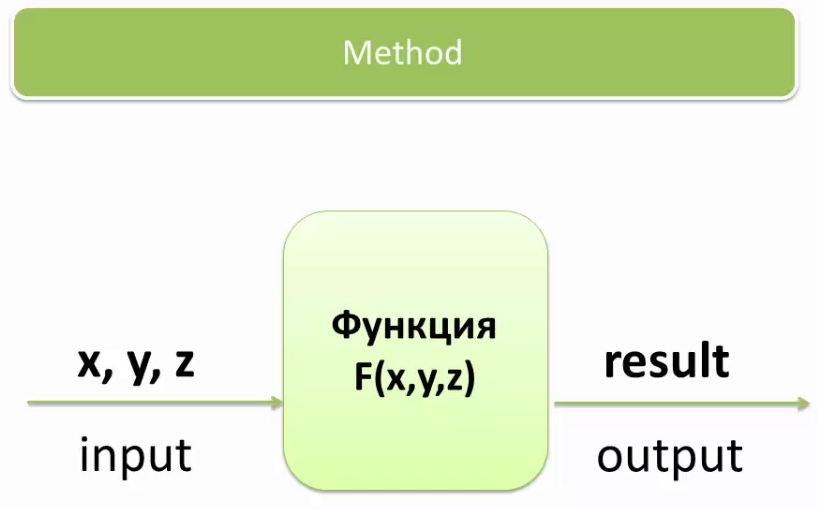 Method
Функция
F(x,y,z)
x, y, z
input
result
output